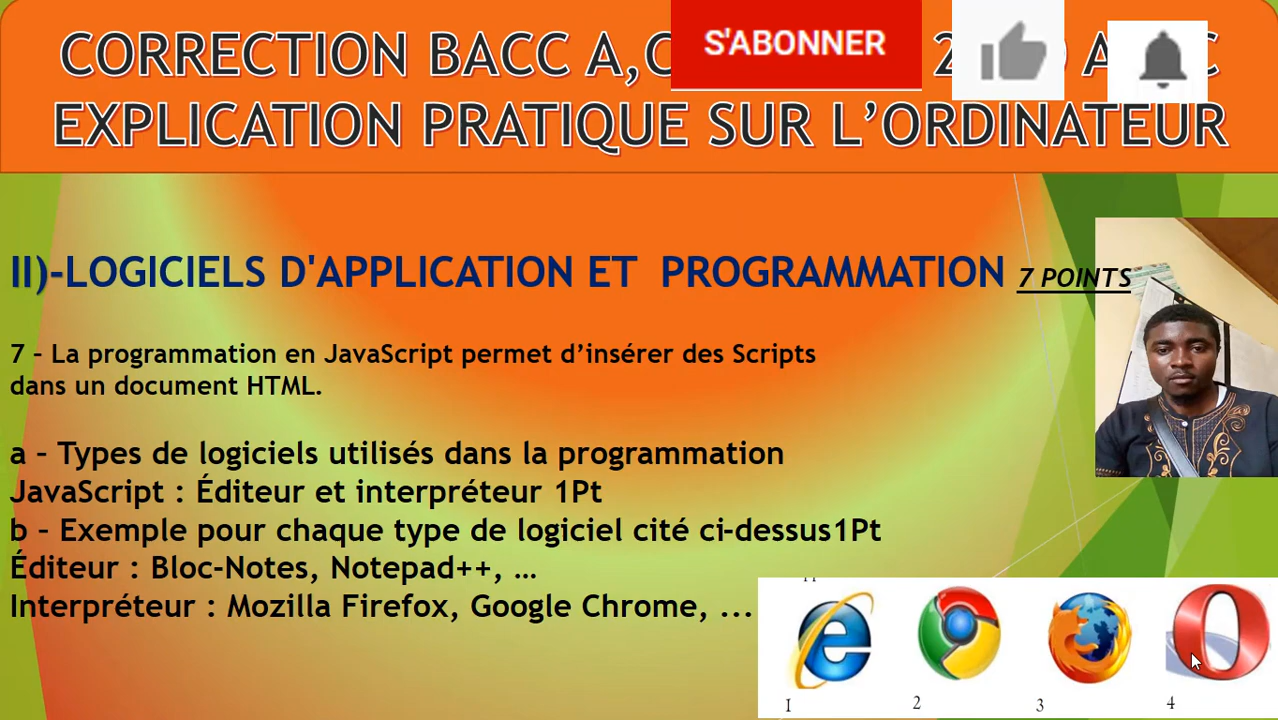 CORRECTION BACC A,C
S'ABONNER
EXPLICATION PRATIQUE SUR L’ORDINATEUR
II)-LOGICIELS D'APPLICATION ET PROGRAMMATION 7 POINTS
7 – La programmation en JavaScript permet d’insérer des Scripts
dans un document HTML.
a – Types de logiciels utilisés dans la programmation
JavaScript : Éditeur et interpréteur 1Pt
b – Exemple pour chaque type de logiciel cité ci-dessus1Pt
Éditeur : Bloc-Notes, Notepad++, …
Interpréteur : Mozilla Firefox, Google Chrome, ...
1 2 3 4